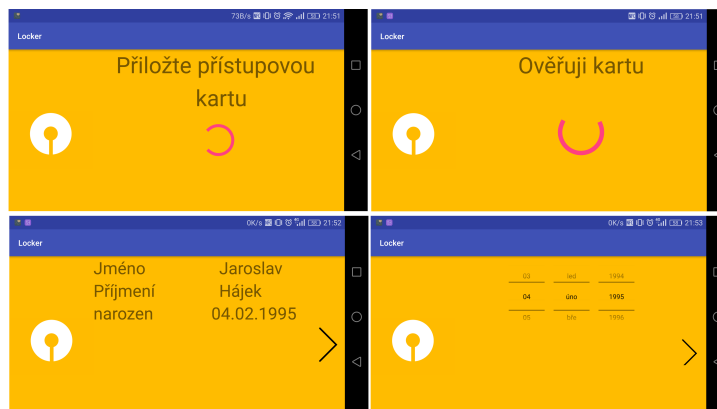 73B/s 21:51
Locker
Přiložte přístupovou
kartu
21:51
Locker
Ověřuji kartu
0K/s 21:52
Locker
Jméno Jaroslav
Příjmení Hájek
narozen 04.02.1995
0K/s 21:53
Locker
03 led 1994
04 úno 1995
05 bře 1996